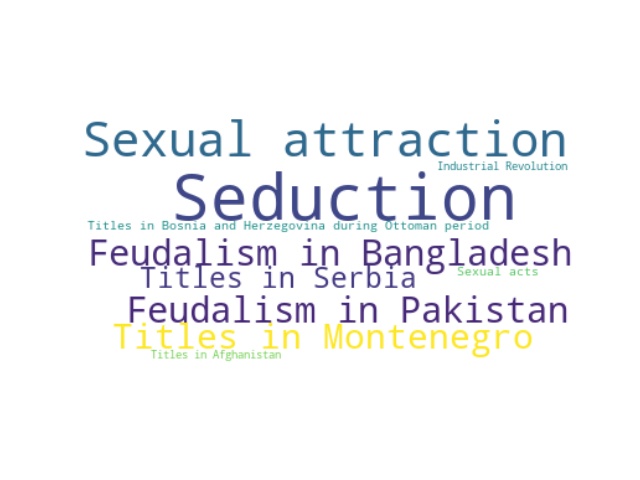 Sexual attraction
Industrial Revolution
Seduction
Titles in Bosnia and Herzegovina during Ottoman period
Feudalism in Bangladesh
Titles in Serbia
Sexual acts
Feudalism in Pakistan
Titles in Montenegro
Titles in Afghanistan